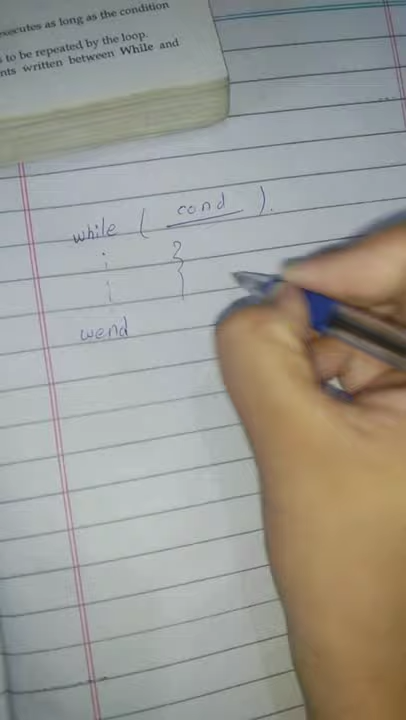 executes as long as the condition
to be repeated by the loop.
nts written between While and
while ( cond ).
wend